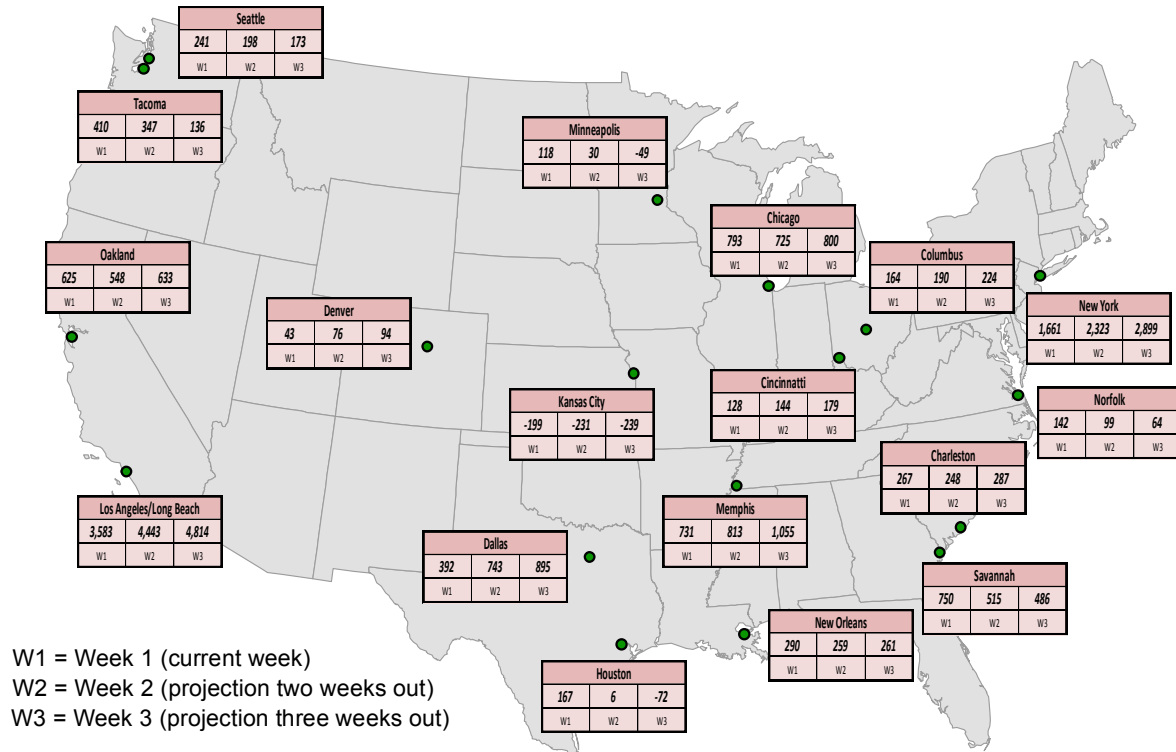 Seattle
241 198 173
W1 W2 W3
Tacoma
410 347 136
W1 W2 W3
Minneapolis
118 30 -49
W1 W2 W3
Chicago
793 725 800
W1 W2 W3
Oakland
625 548 633
W1 W2 W3
Columbus
164 190 224
W1 W2 W3
Denver
43 76 94
W1 W2 W3
New York
1,661 2,323 2,899
W1 W2 W3
Cincinnatti
128 144 179
W1 W2 W3
Kansas City
-199 -231 -239
W1 W2 W3
Norfolk
142 99 64
W1 W2 W3
Charleston
267 248 287
W1 W2 W3
Los Angeles/Long Beach
3,583 4,443 4,814
W1 W2 W3
Memphis
731 813 1,055
W1 W2 W3
Dallas
392 743 895
W1 W2 W3
Savannah
750 515 486
W1 W2 W3
New Orleans
290 259 261
W1 W2 W3
Houston
167 6 -72
W1 W2 W3
W1 = Week 1 (current week)
W2 = Week 2 (projection two weeks out)
W3 = Week 3 (projection three weeks out)